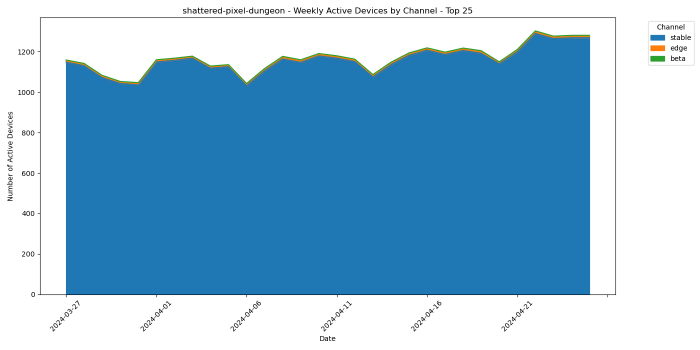 shattered-pixel-dungeon - Weekly Active Devices by Channel - Top 25
Channel
stable
edge
beta
Number of Active Devices
1200
1000
800
600
400
200
0
2024-03-27
2024-04-01
2024-04-06
2024-04-11
2024-04-16
2024-04-21
Date